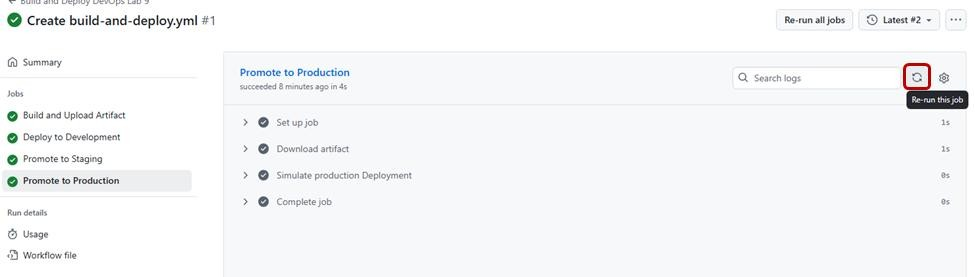 Build and Deploy DevOps Lab 9
Create build-and-deploy.yml #1
Re-run all jobs
Latest #2
Summary
Jobs
Build and Upload Artifact
Deploy to Development
Promote to Staging
Promote to Production
Run details
Usage
Workflow file
Promote to Production
succeeded 8 minutes ago in 4s
Search logs
Re-run this job
Set up job 1s
Download artifact 1s
Simulate production Deployment 0s
Complete job 0s